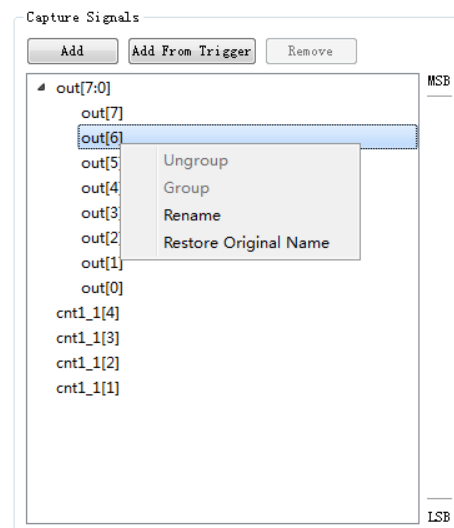 Capture Signals
Add Add From Trigger Remove
MSB
out[7:0]
out[7]
out[6]
out[5]
out[4]
out[3]
out[2]
out[1]
out[0]
Ungroup
Group
Rename
Restore Original Name
cnt1_1[4]
cnt1_1[3]
cnt1_1[2]
cnt1_1[1]
LSB